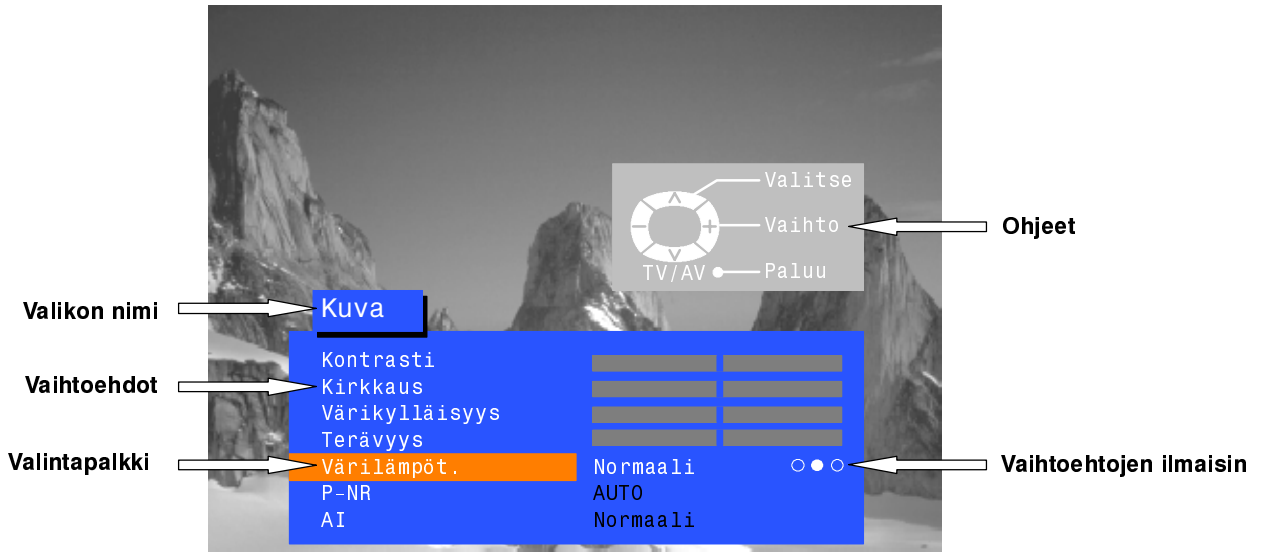 Valitse
Vaihto
TV/AV Paluu
Ohjeet
Valikon nimi
Kuva
Vaihtoehdot
Valintapalkki
Kontrasti
Kirkkaus
Värikylläisyys
Terävyys
Värilämpöt. Normaali
P-NR AUTO
AI Normaali
Vaihtoehtojen ilmaisin